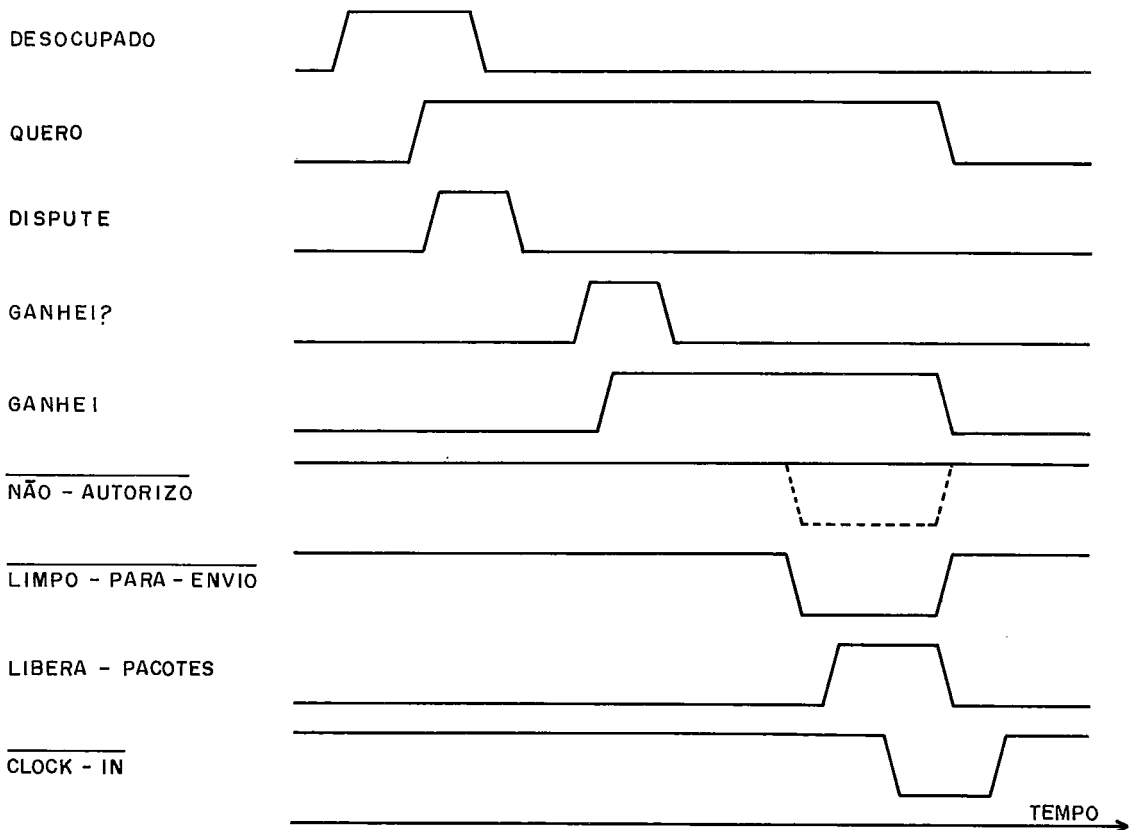 DESOCUPADO
QUERO
DISPUTE
GANHEI?
GANHEI
NÃO - AUTORIZO
LIMPO - PARA - ENVIO
LIBERA - PACOTES
CLOCK - IN
TEMPO